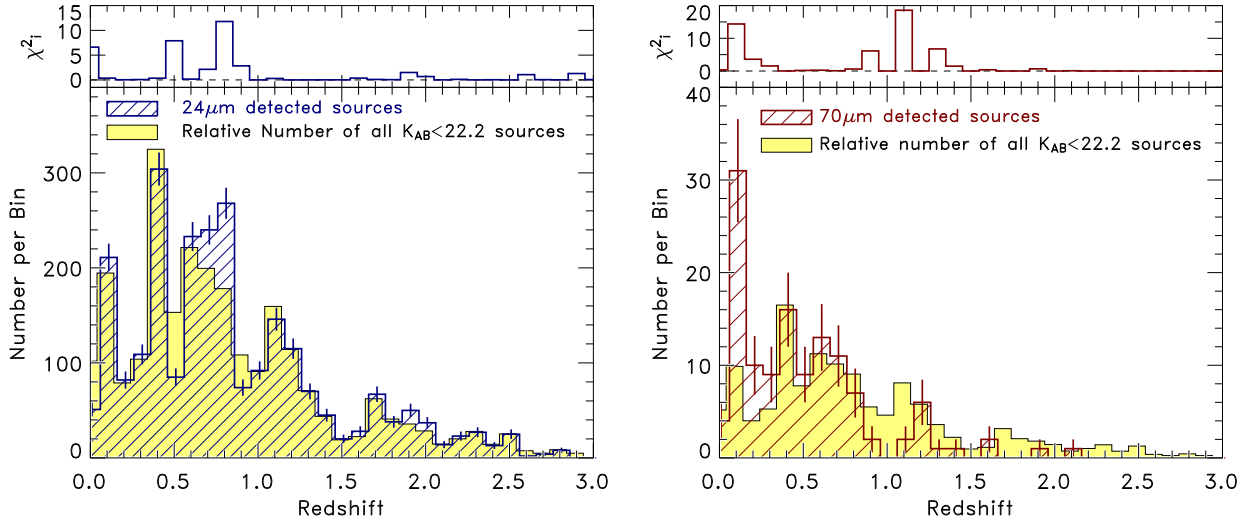 15
10
5
0
χ²ᵢ
24μm detected sources
Relative Number of all K_AB<22.2 sources
300
200
100
0
Number per Bin
0.0 0.5 1.0 1.5 2.0 2.5 3.0
Redshift
20
15
10
5
0
χ²ᵢ
70μm detected sources
Relative number of all K_AB<22.2 sources
40
30
20
10
0
Number per Bin
0.0 0.5 1.0 1.5 2.0 2.5 3.0
Redshift